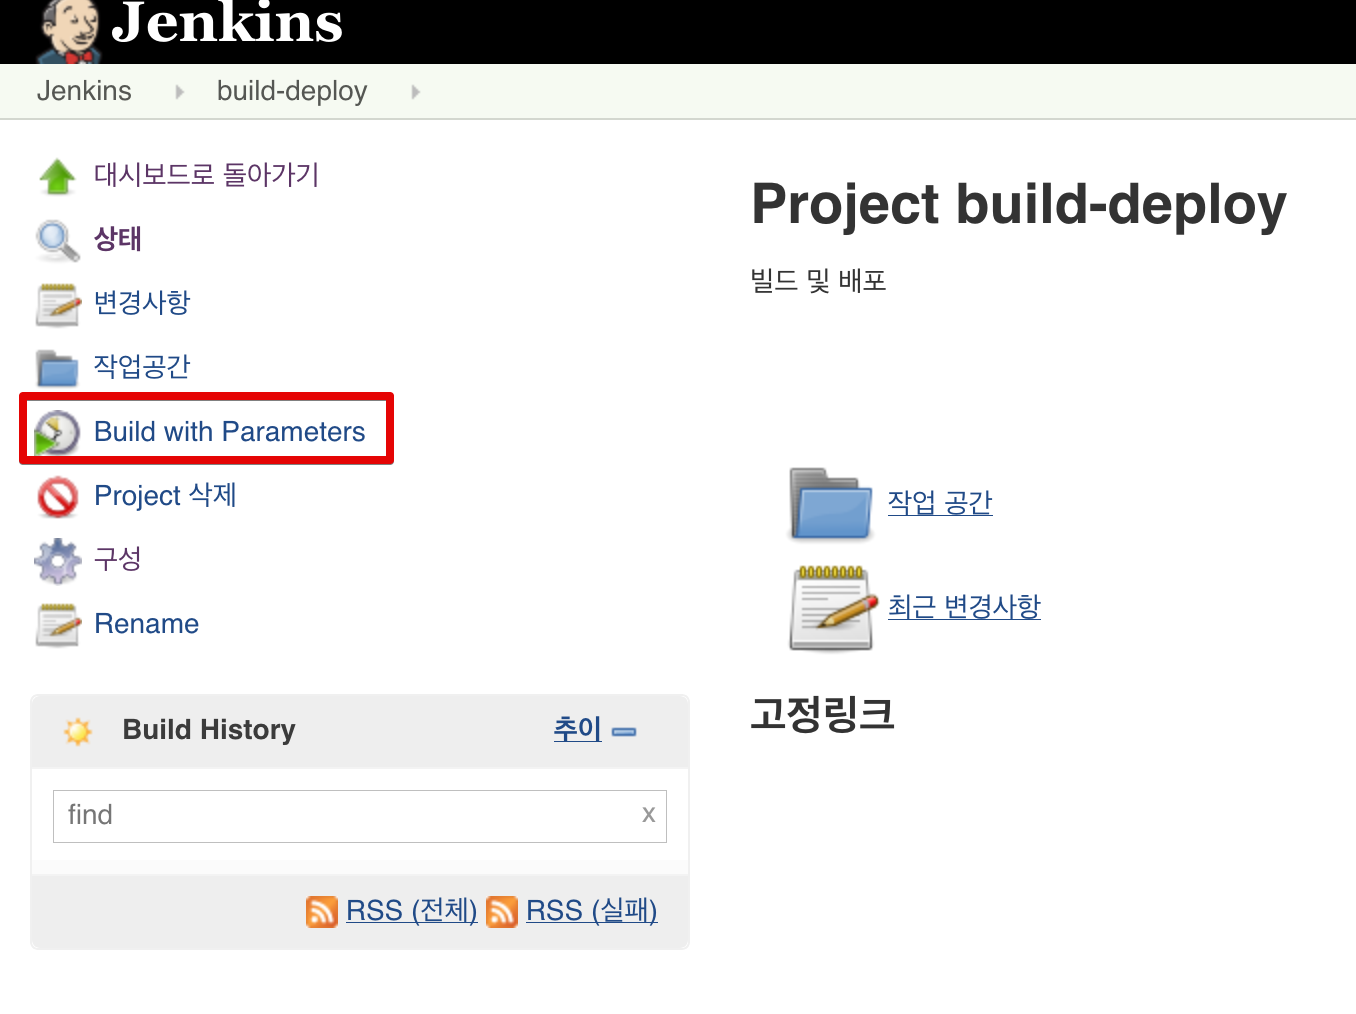 Jenkins
Jenkins build-deploy
대시보드로 돌아가기
상태
변경사항
작업공간
Build with Parameters
Project 삭제
구성
Rename
Build History 추이
find x
RSS (전체) RSS (실패)
Project build-deploy
빌드 및 배포
작업 공간
최근 변경사항
고정링크